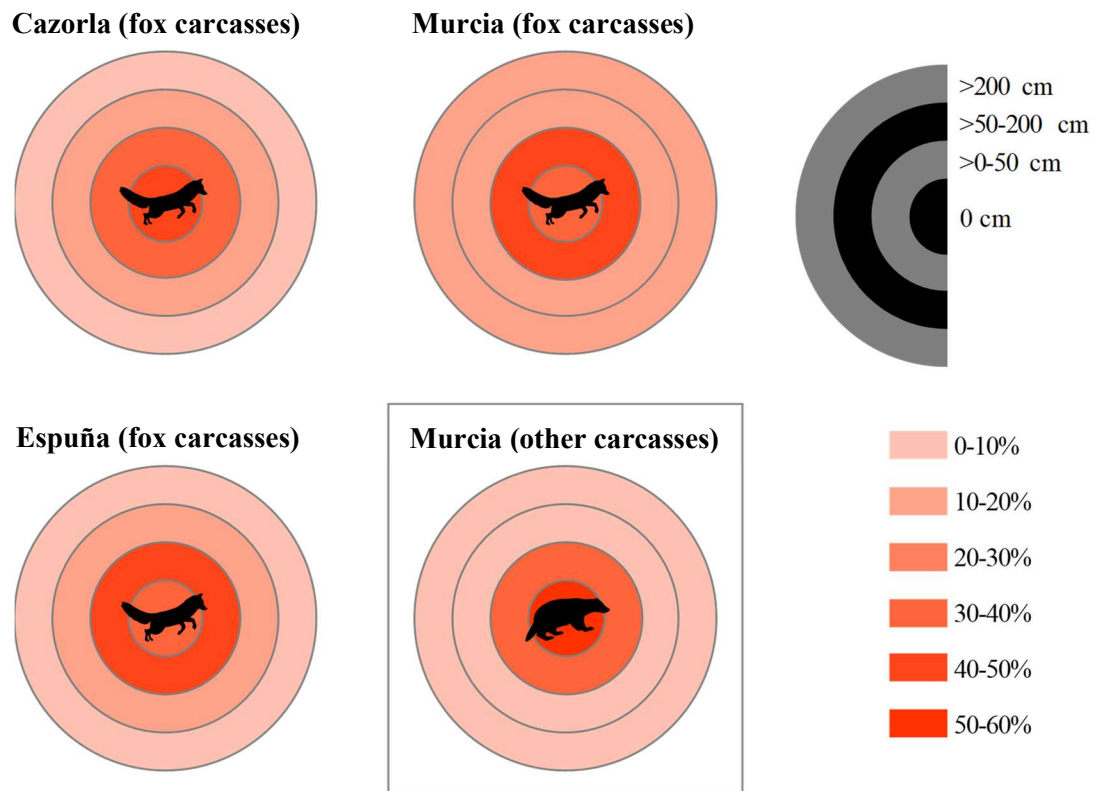 Cazorla (fox carcasses)
Murcia (fox carcasses)
>200 cm
>50-200 cm
>0-50 cm
0 cm
Espuña (fox carcasses)
Murcia (other carcasses)
0-10%
10-20%
20-30%
30-40%
40-50%
50-60%